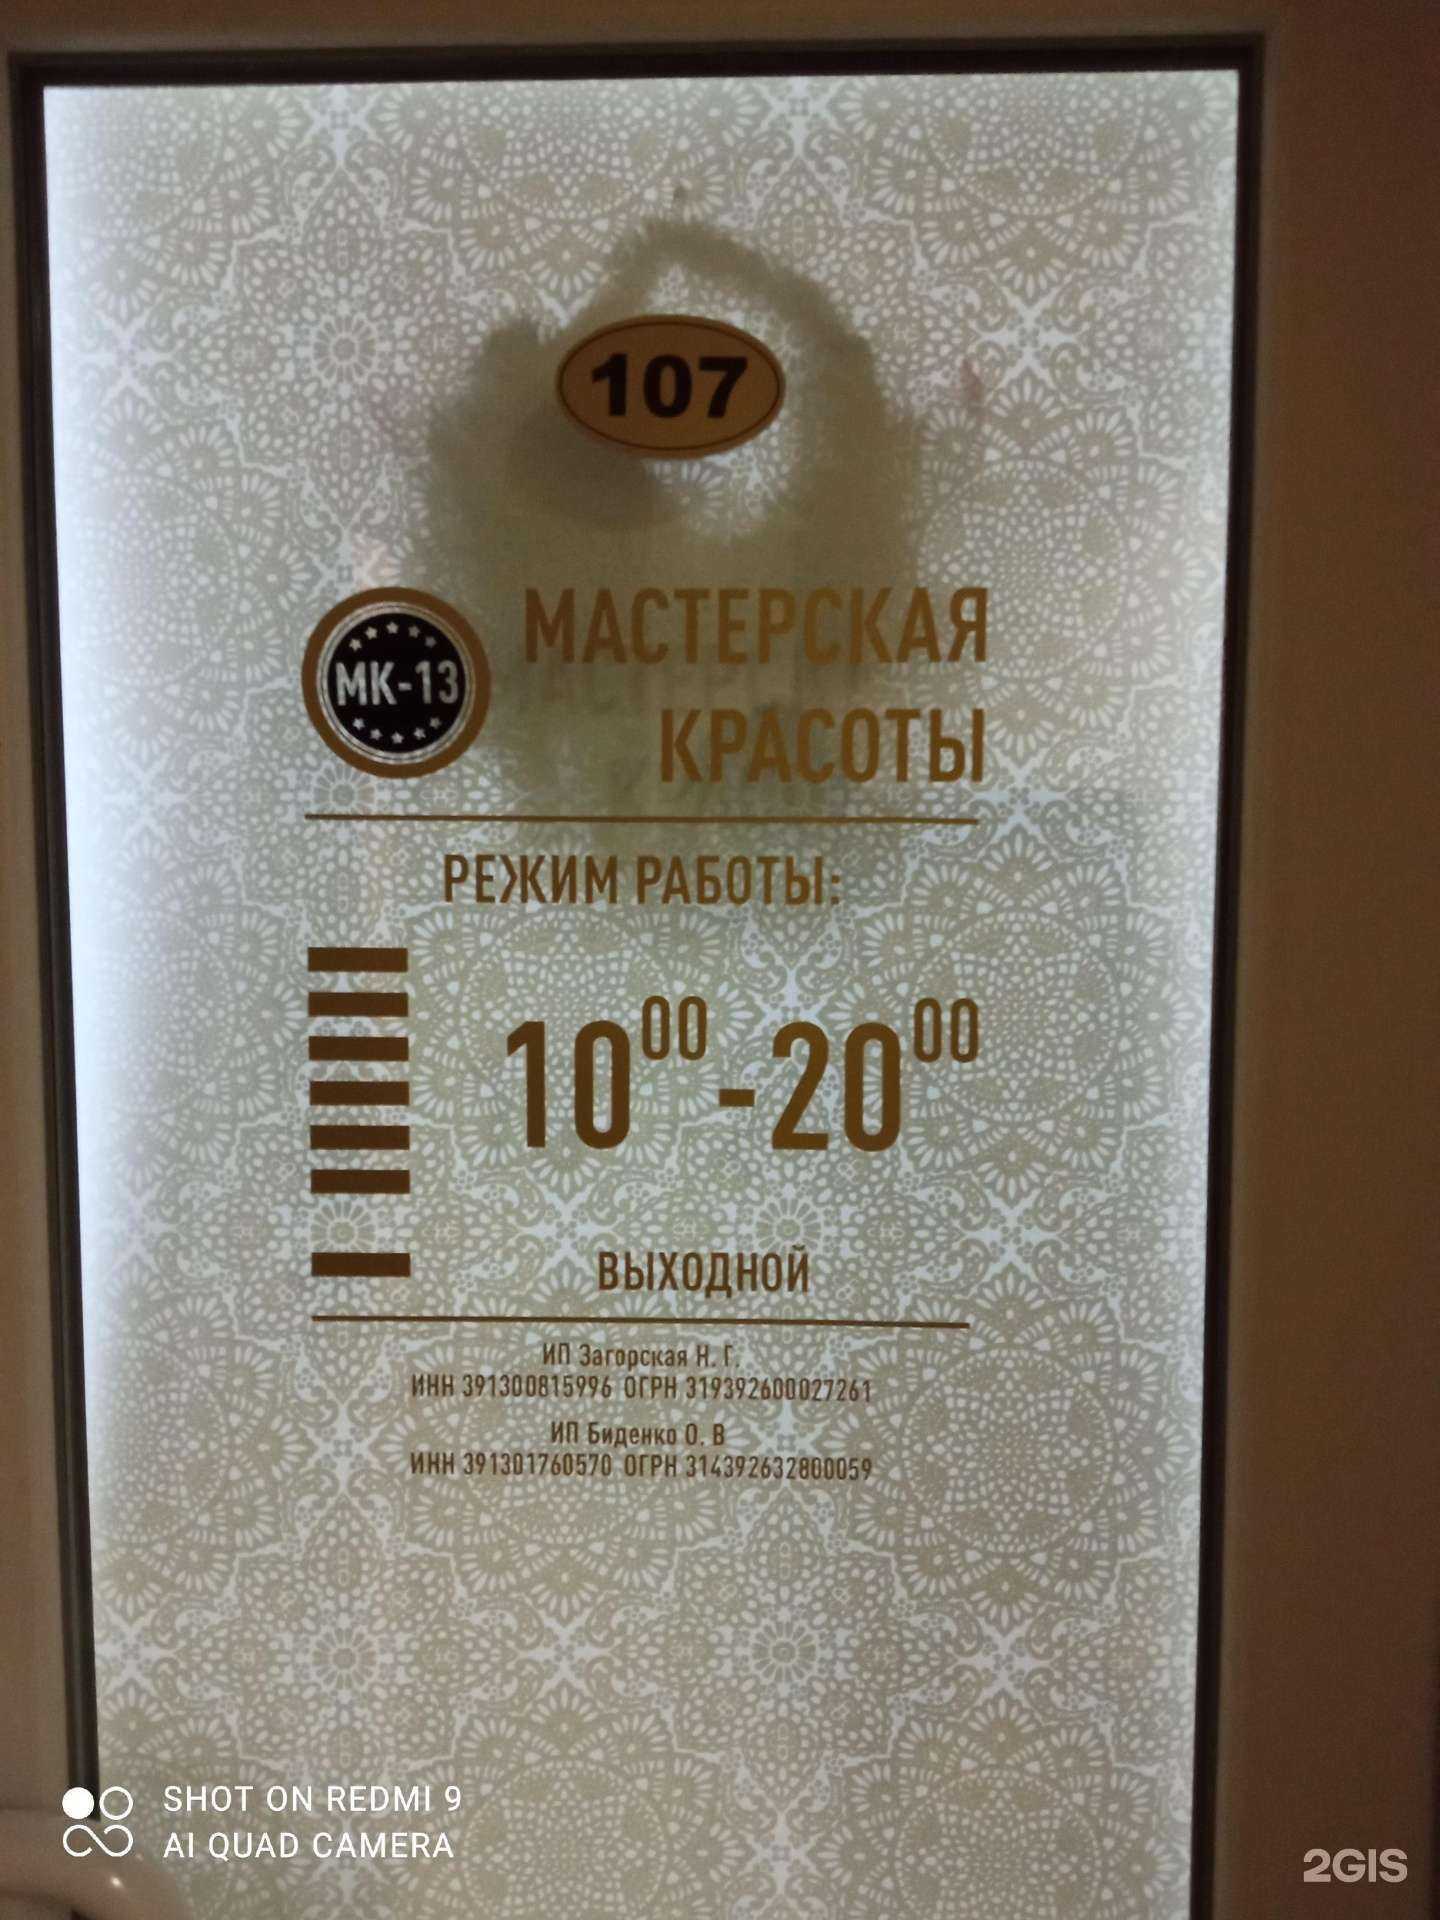 107
МК-13
МАСТЕРСКАЯ
КРАСОТЫ
РЕЖИМ РАБОТЫ:
10⁰⁰-20⁰⁰
ВЫХОДНОЙ
ИП Загорская Н. Г.
ИНН 391300815996 ОГРН 319392600027261
ИП Биденко О. В
ИНН 391301760570 ОГРН 314392632800059
SHOT ON REDMI 9
AI QUAD CAMERA
2GIS